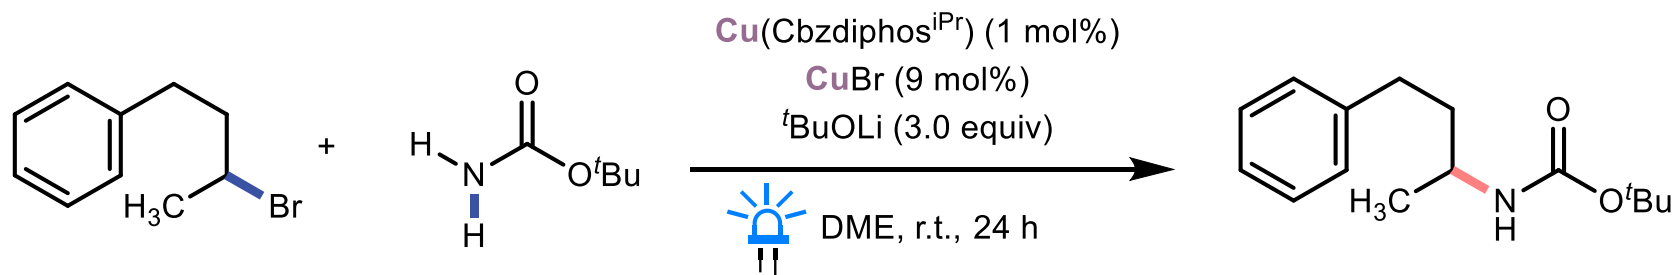 Cu(Cbzdiphos^iPr) (1 mol%)
CuBr (9 mol%)
^tBuOLi (3.0 equiv)
DME, r.t., 24 h
H3C
Br
+
H
N
H
O
O^tBu
H3C
N
H
O
O^tBu